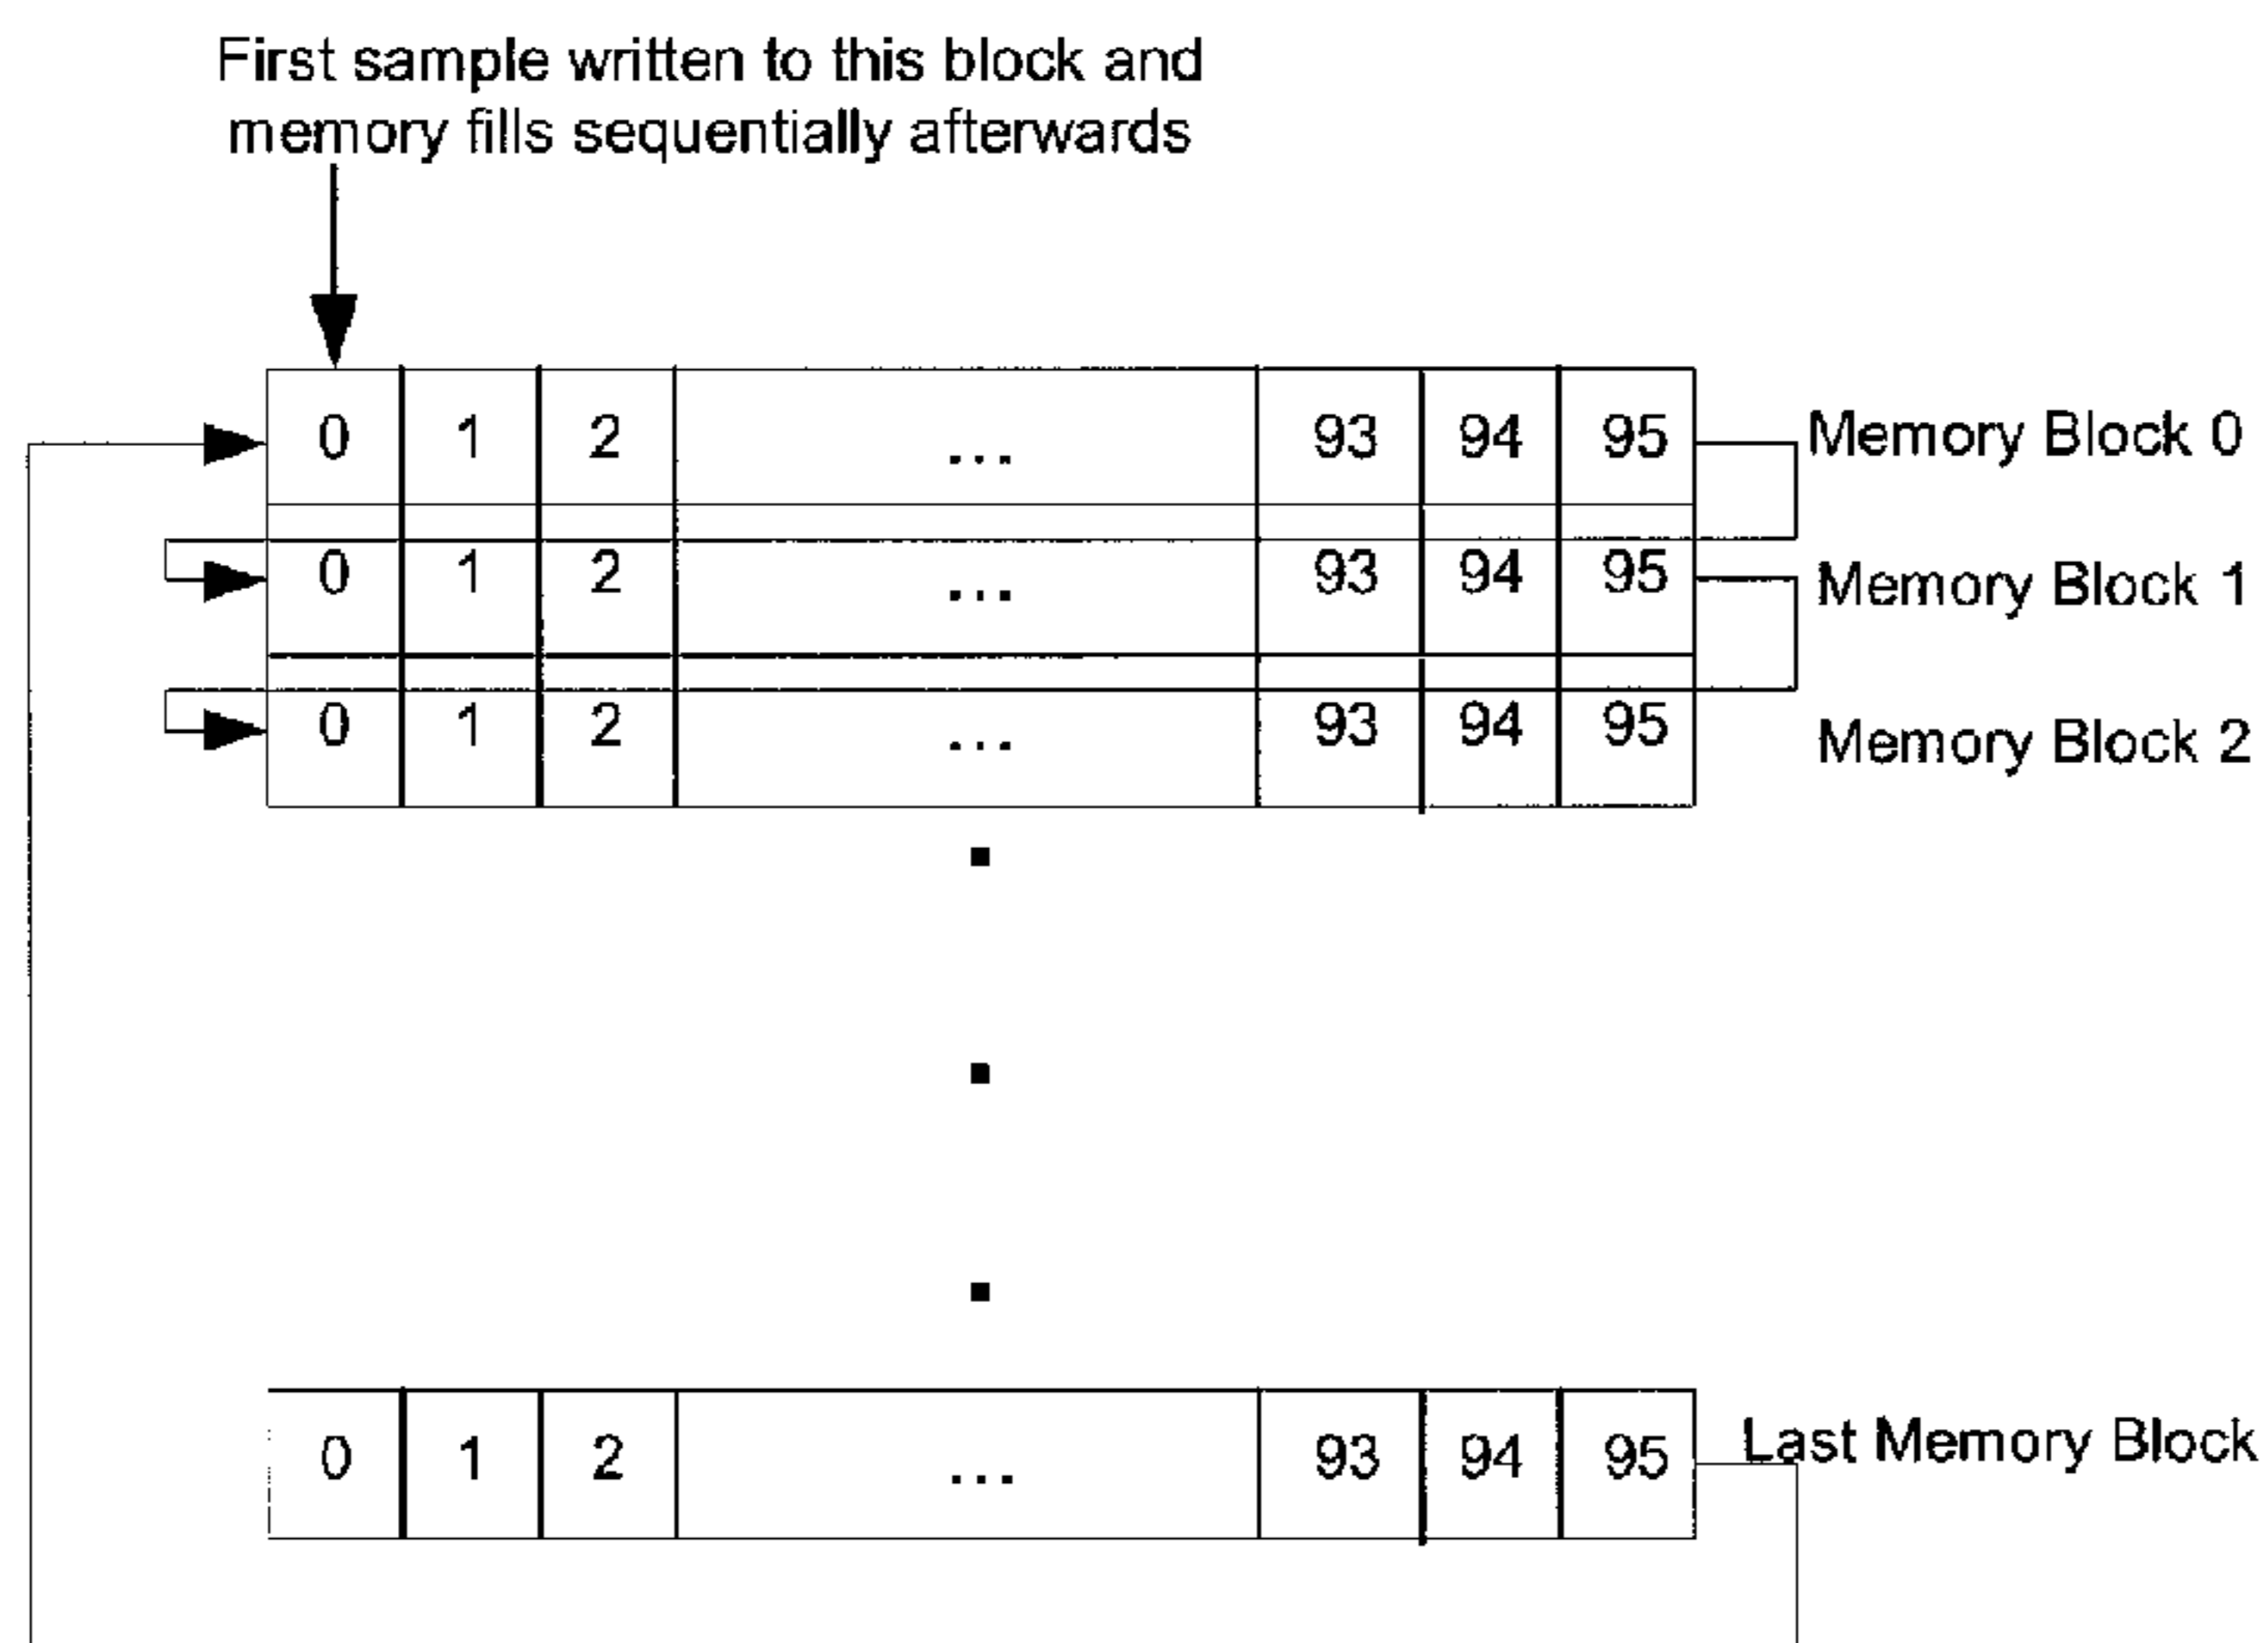 First sample written to this block and
memory fills sequentially afterwards
0 1 2 ... 93 94 95 Memory Block 0
0 1 2 ... 93 94 95 Memory Block 1
0 1 2 ... 93 94 95 Memory Block 2
0 1 2 ... 93 94 95 Last Memory Block